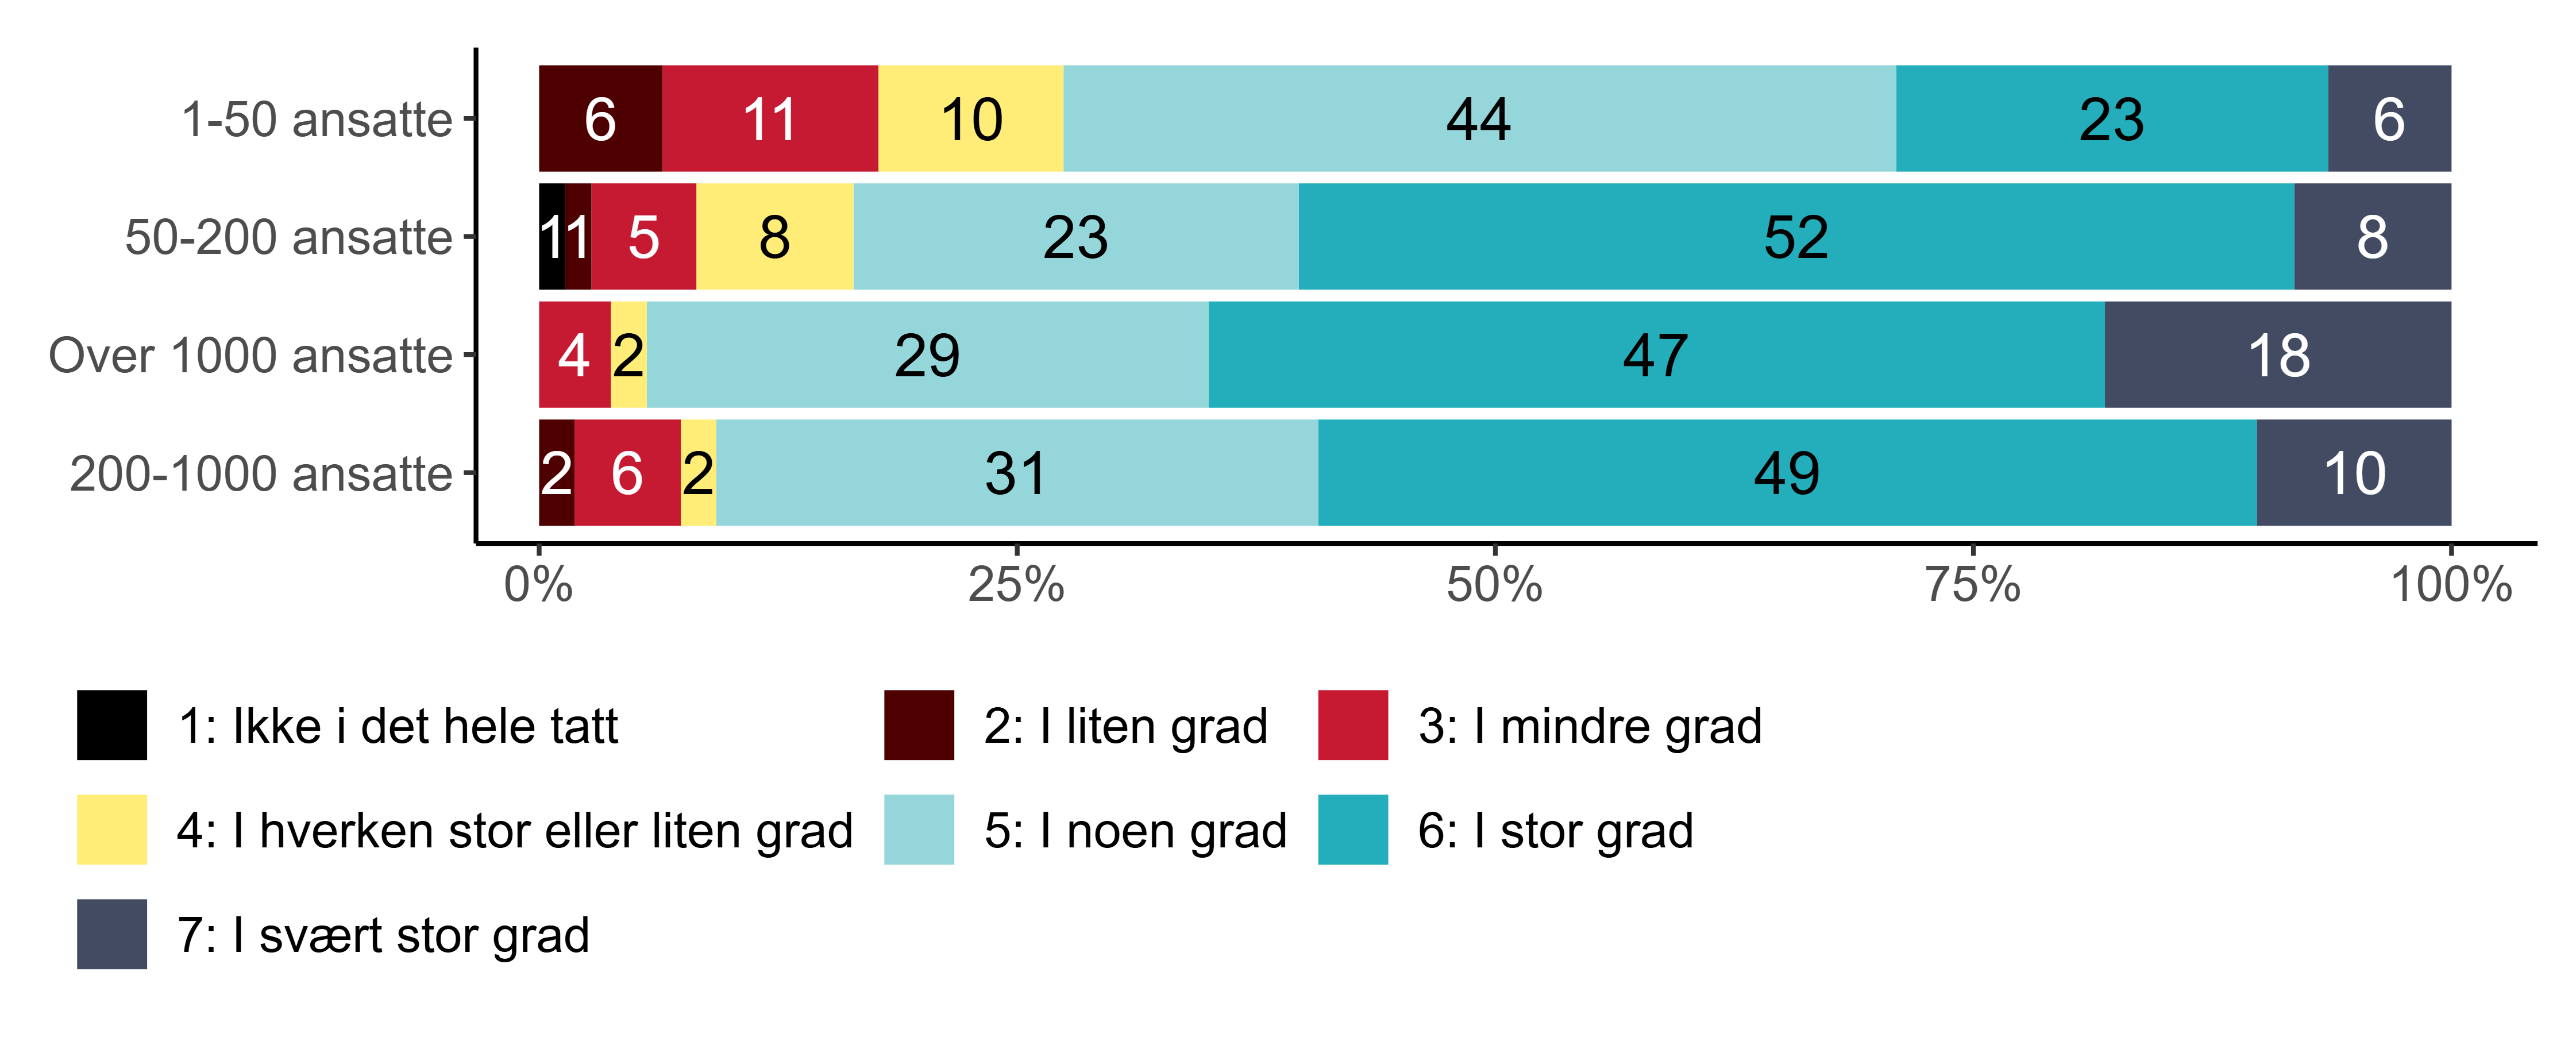 1-50 ansatte 6 11 10 44 23 6
50-200 ansatte 1 1 5 8 23 52 8
Over 1000 ansatte 4 2 29 47 18
200-1000 ansatte 2 6 2 31 49 10
0% 25% 50% 75% 100%
1: Ikke i det hele tatt 2: I liten grad 3: I mindre grad
4: I hverken stor eller liten grad 5: I noen grad 6: I stor grad
7: I svært stor grad